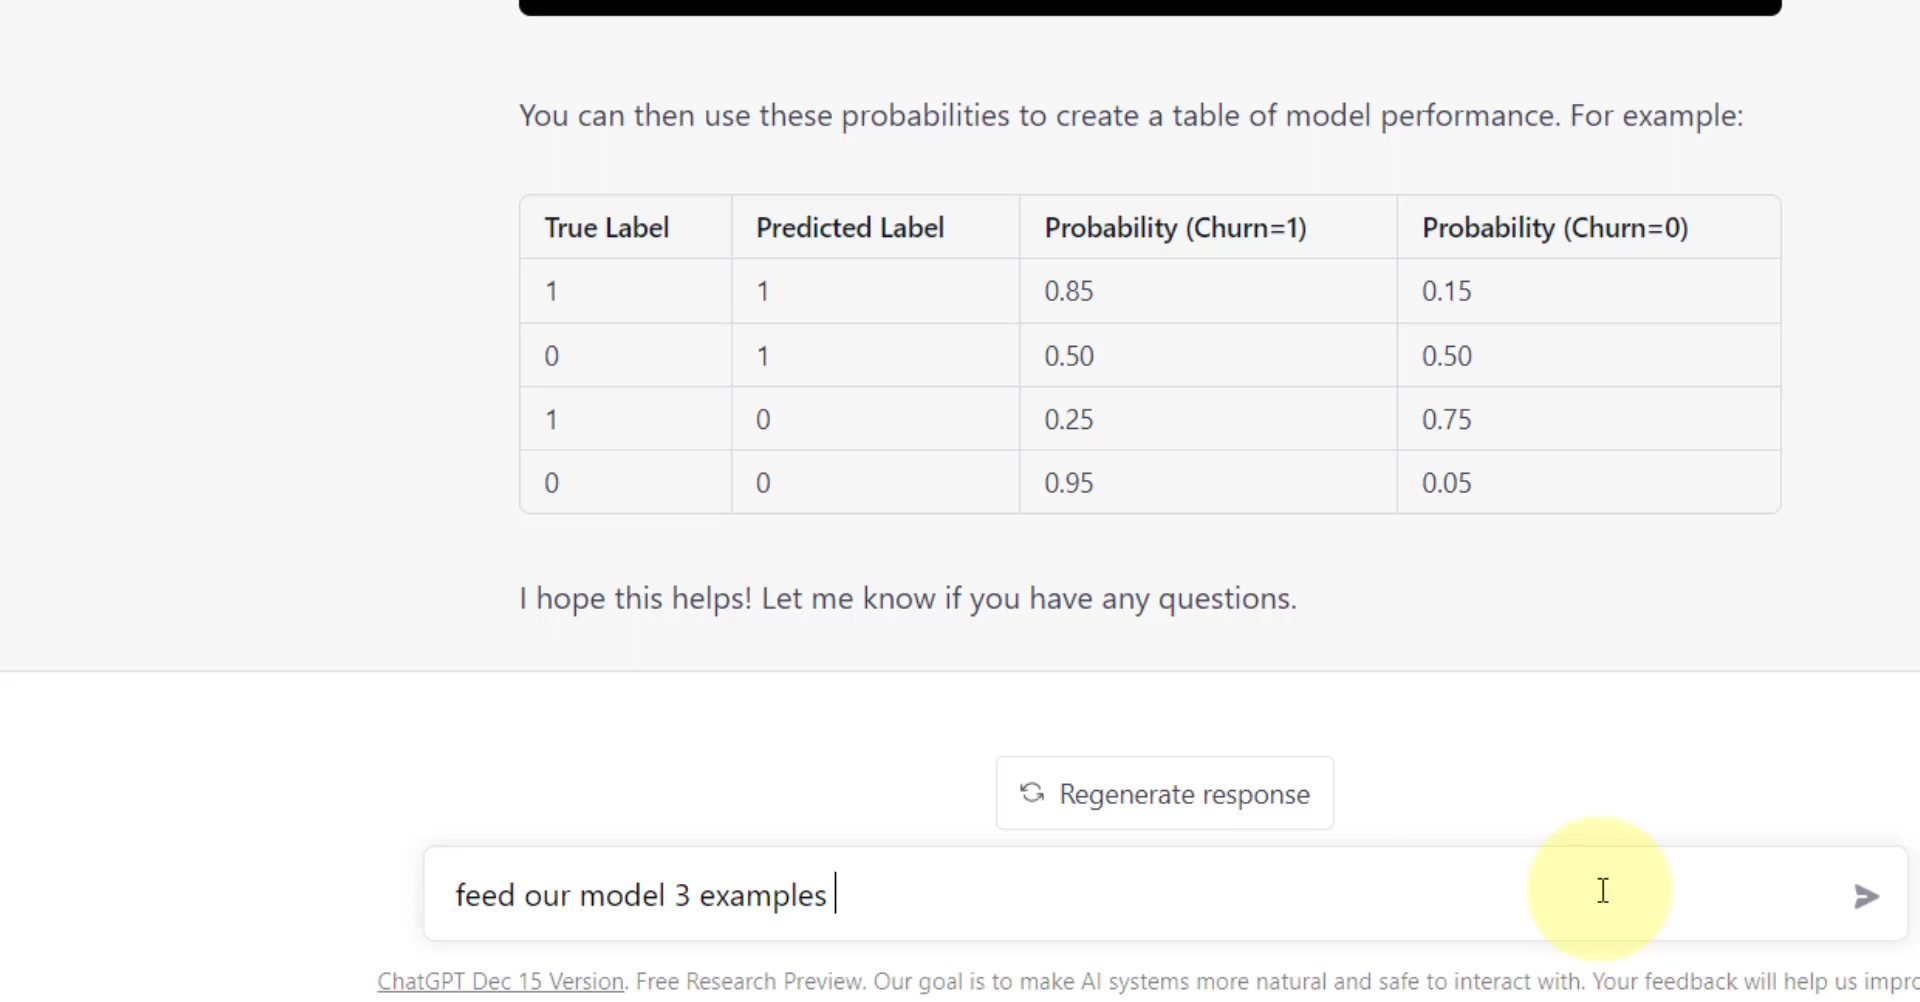 You can then use these probabilities to create a table of model performance. For example:
True Label Predicted Label Probability (Churn=1) Probability (Churn=0)
1 1 0.85 0.15
0 1 0.50 0.50
1 0 0.25 0.75
0 0 0.95 0.05
I hope this helps! Let me know if you have any questions.
Regenerate response
feed our model 3 examples
ChatGPT Dec 15 Version. Free Research Preview. Our goal is to make AI systems more natural and safe to interact with. Your feedback will help us impro